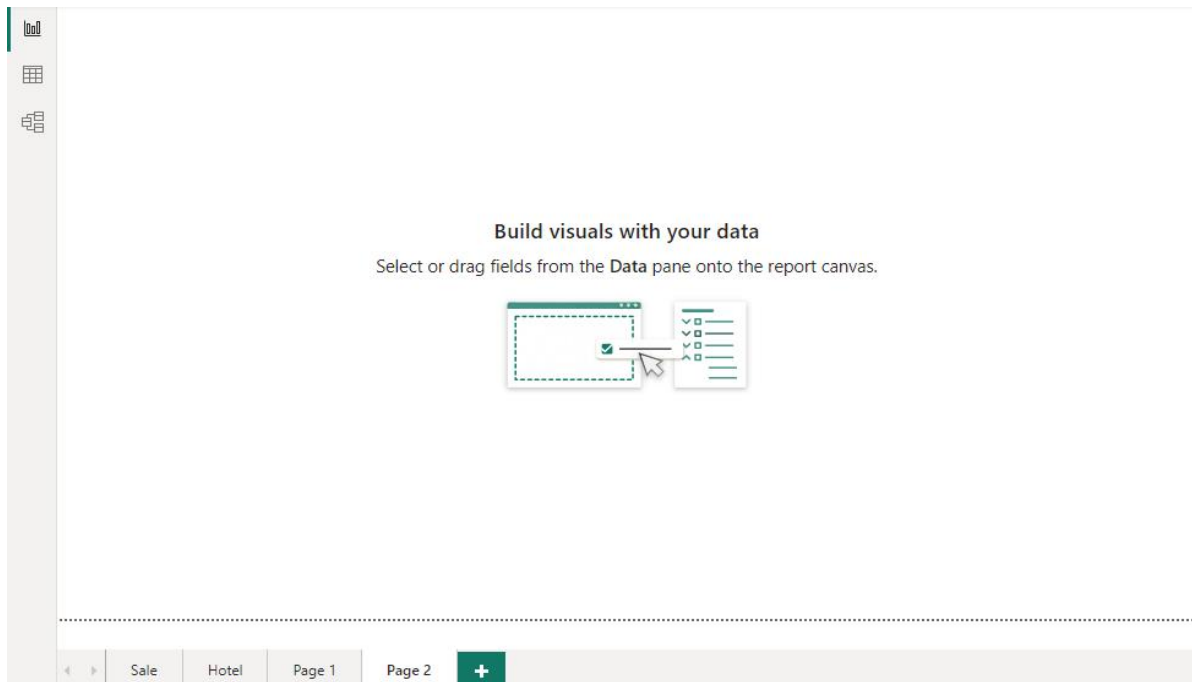 Build visuals with your data
Select or drag fields from the Data pane onto the report canvas.
Sale
Hotel
Page 1
Page 2
+